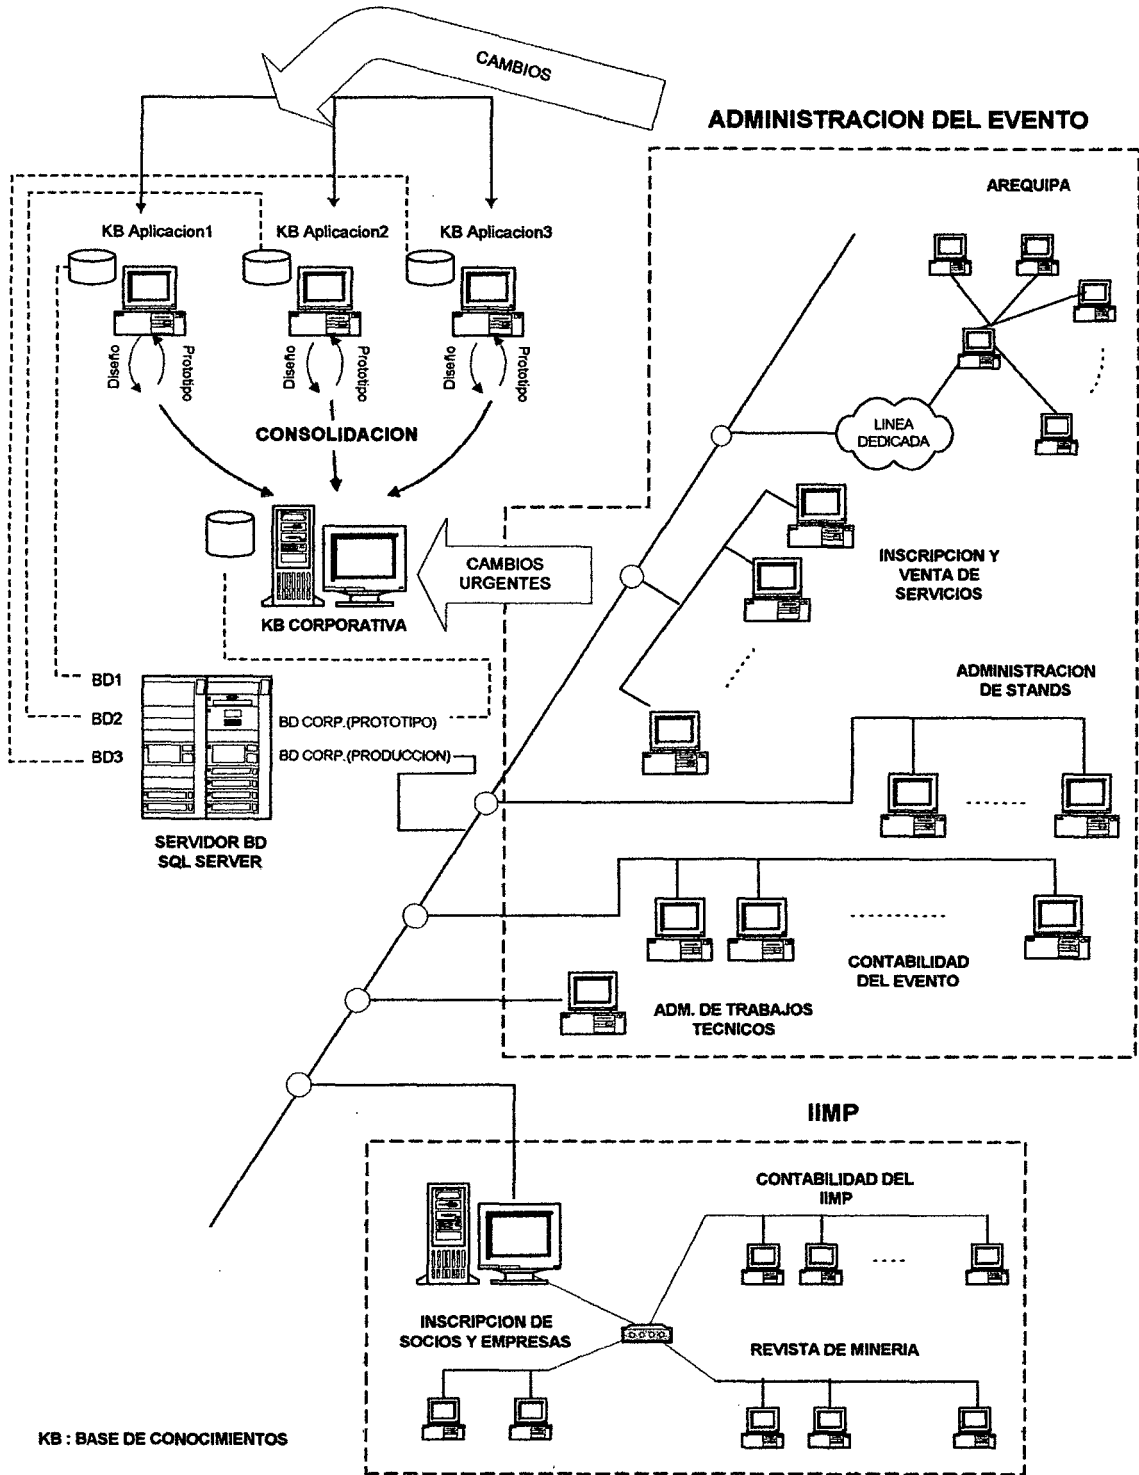 CAMBIOS
ADMINISTRACION DEL EVENTO
AREQUIPA
KB Aplicacion1
KB Aplicacion2
KB Aplicacion3
Diseño
Prototipo
Diseño
Prototipo
Diseño
Prototipo
CONSOLIDACION
LINEA
DEDICADA
CAMBIOS
URGENTES
INSCRIPCION Y
VENTA DE
SERVICIOS
KB CORPORATIVA
ADMINISTRACION
DE STANDS
BD1
BD2
BD3
BD CORP.(PROTOTIPO)
BD CORP.(PRODUCCION)
SERVIDOR BD
SQL SERVER
CONTABILIDAD
DEL EVENTO
ADM. DE TRABAJOS
TECNICOS
IIMP
CONTABILIDAD DEL
IIMP
INSCRIPCION DE
SOCIOS Y EMPRESAS
REVISTA DE MINERIA
KB : BASE DE CONOCIMIENTOS